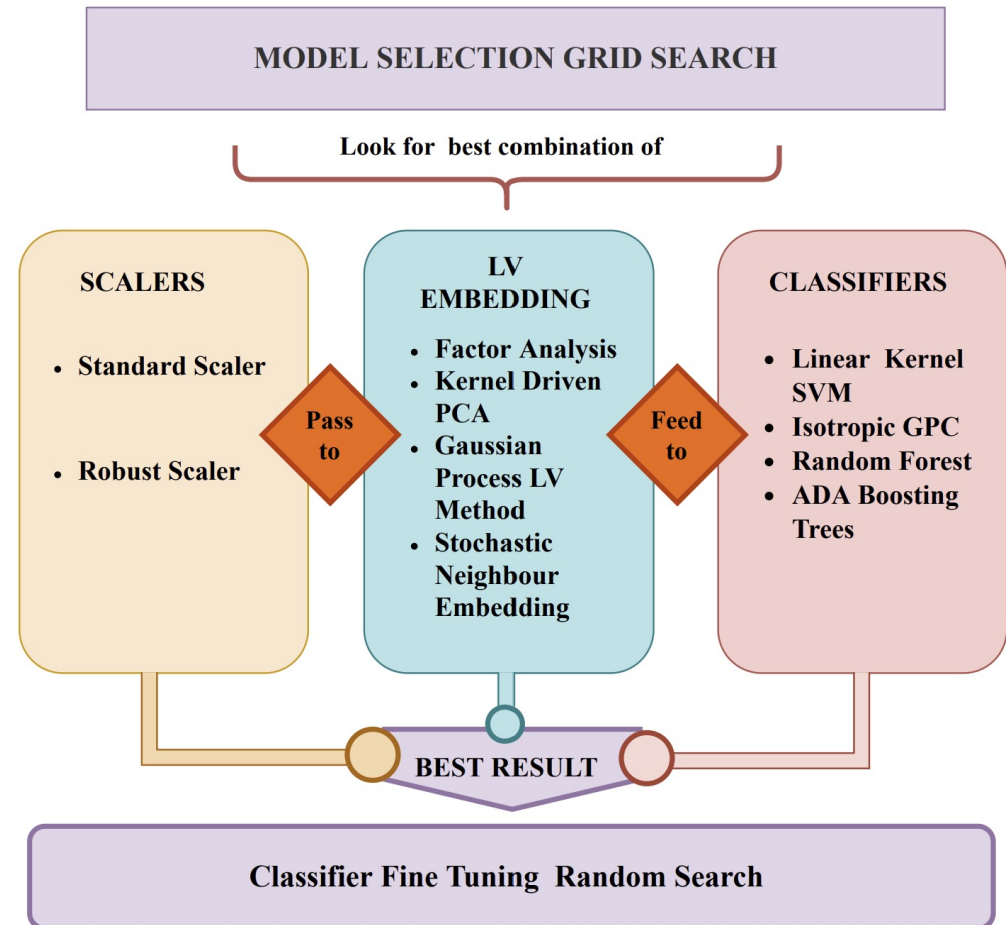 MODEL SELECTION GRID SEARCH
Look for best combination of
SCALERS
• Standard Scaler
• Robust Scaler
Pass
to
LV
EMBEDDING
• Factor Analysis
• Kernel Driven
PCA
• Gaussian
Process LV
Method
• Stochastic
Neighbour
Embedding
Feed
to
CLASSIFIERS
• Linear Kernel
SVM
• Isotropic GPC
• Random Forest
• ADA Boosting
Trees
BEST RESULT
Classifier Fine Tuning Random Search